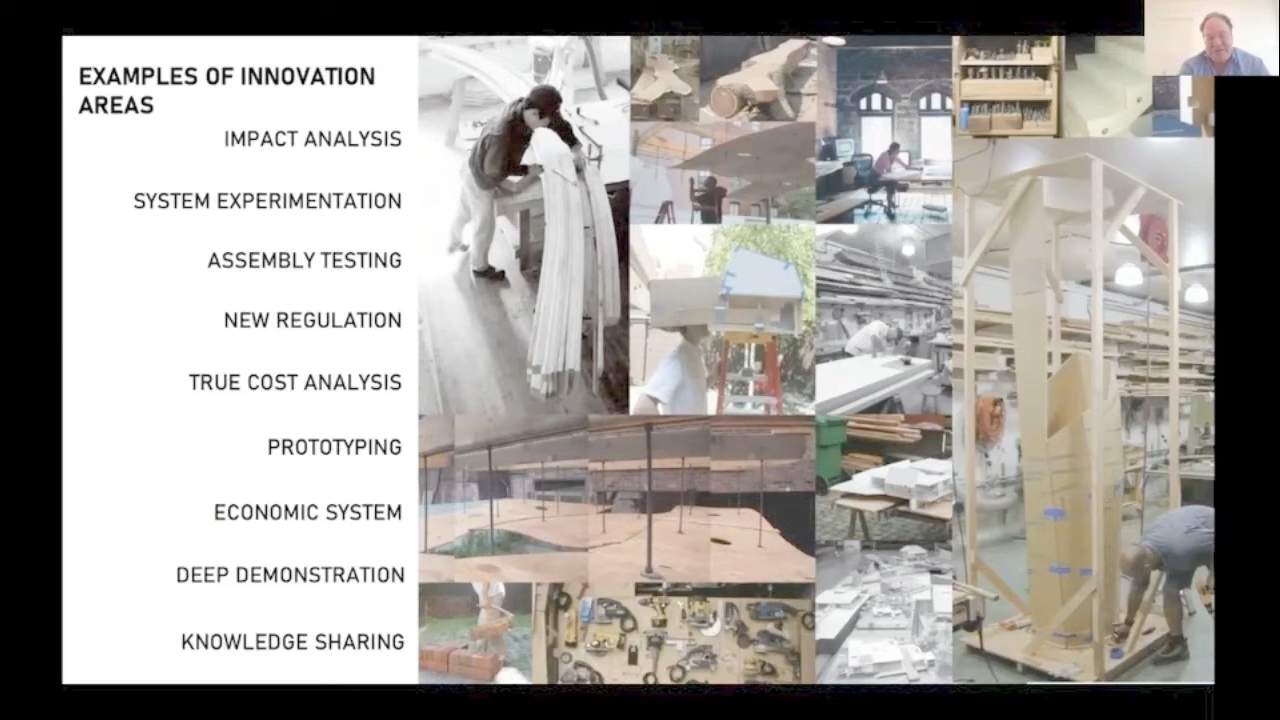 EXAMPLES OF INNOVATION
AREAS
IMPACT ANALYSIS
SYSTEM EXPERIMENTATION
ASSEMBLY TESTING
NEW REGULATION
TRUE COST ANALYSIS
PROTOTYPING
ECONOMIC SYSTEM
DEEP DEMONSTRATION
KNOWLEDGE SHARING